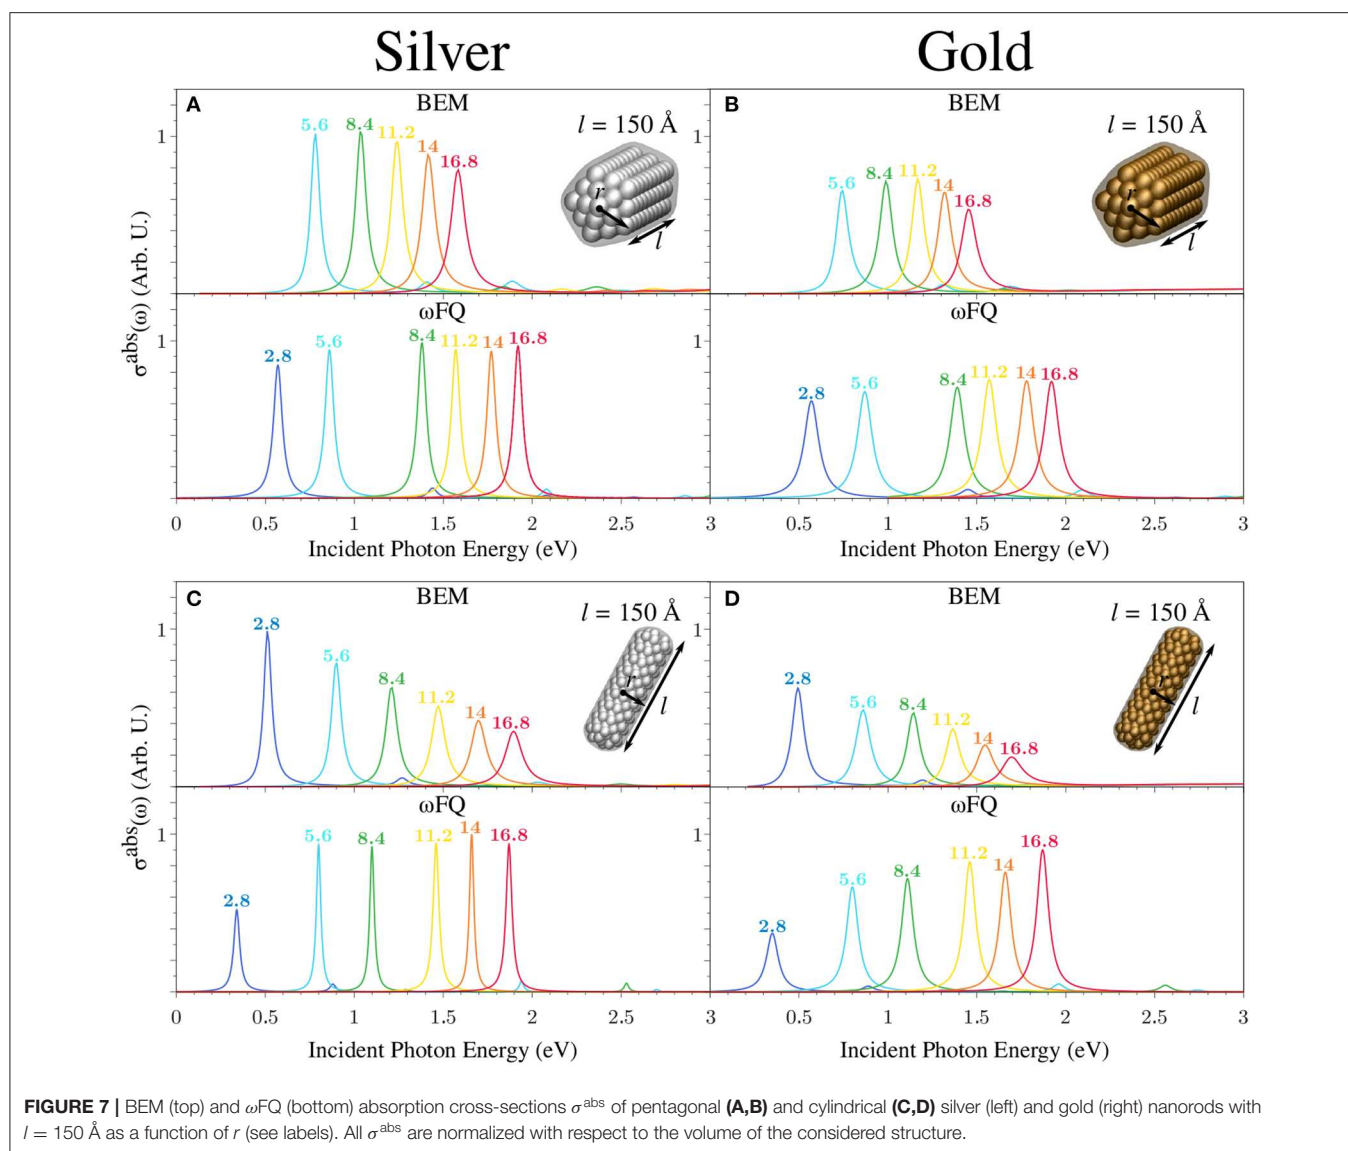 Silver
Gold
A
BEM
l = 150 Å
5.6
8.4
11.2
14
16.8
r
l
1
σabs(ω) (Arb. U.)
ωFQ
1
2.8
5.6
8.4
11.2
14
16.8
0
0.5
1
1.5
2
2.5
3
Incident Photon Energy (eV)
B
BEM
l = 150 Å
5.6
8.4
11.2
14
16.8
r
l
1
ωFQ
1
2.8
5.6
8.4
11.2
14
16.8
0.5
1
1.5
2
2.5
3
Incident Photon Energy (eV)
C
BEM
l = 150 Å
2.8
5.6
8.4
11.2
14
16.8
r
l
1
σabs(ω) (Arb. U.)
ωFQ
1
2.8
5.6
8.4
11.2
14
16.8
0
0.5
1
1.5
2
2.5
3
Incident Photon Energy (eV)
D
BEM
l = 150 Å
2.8
5.6
8.4
11.2
14
16.8
r
l
1
ωFQ
1
2.8
5.6
8.4
11.2
14
16.8
0.5
1
1.5
2
2.5
3
Incident Photon Energy (eV)
FIGURE 7 | BEM (top) and ωFQ (bottom) absorption cross-sections σabs of pentagonal (A,B) and cylindrical (C,D) silver (left) and gold (right) nanorods with
l = 150 Å as a function of r (see labels). All σabs are normalized with respect to the volume of the considered structure.